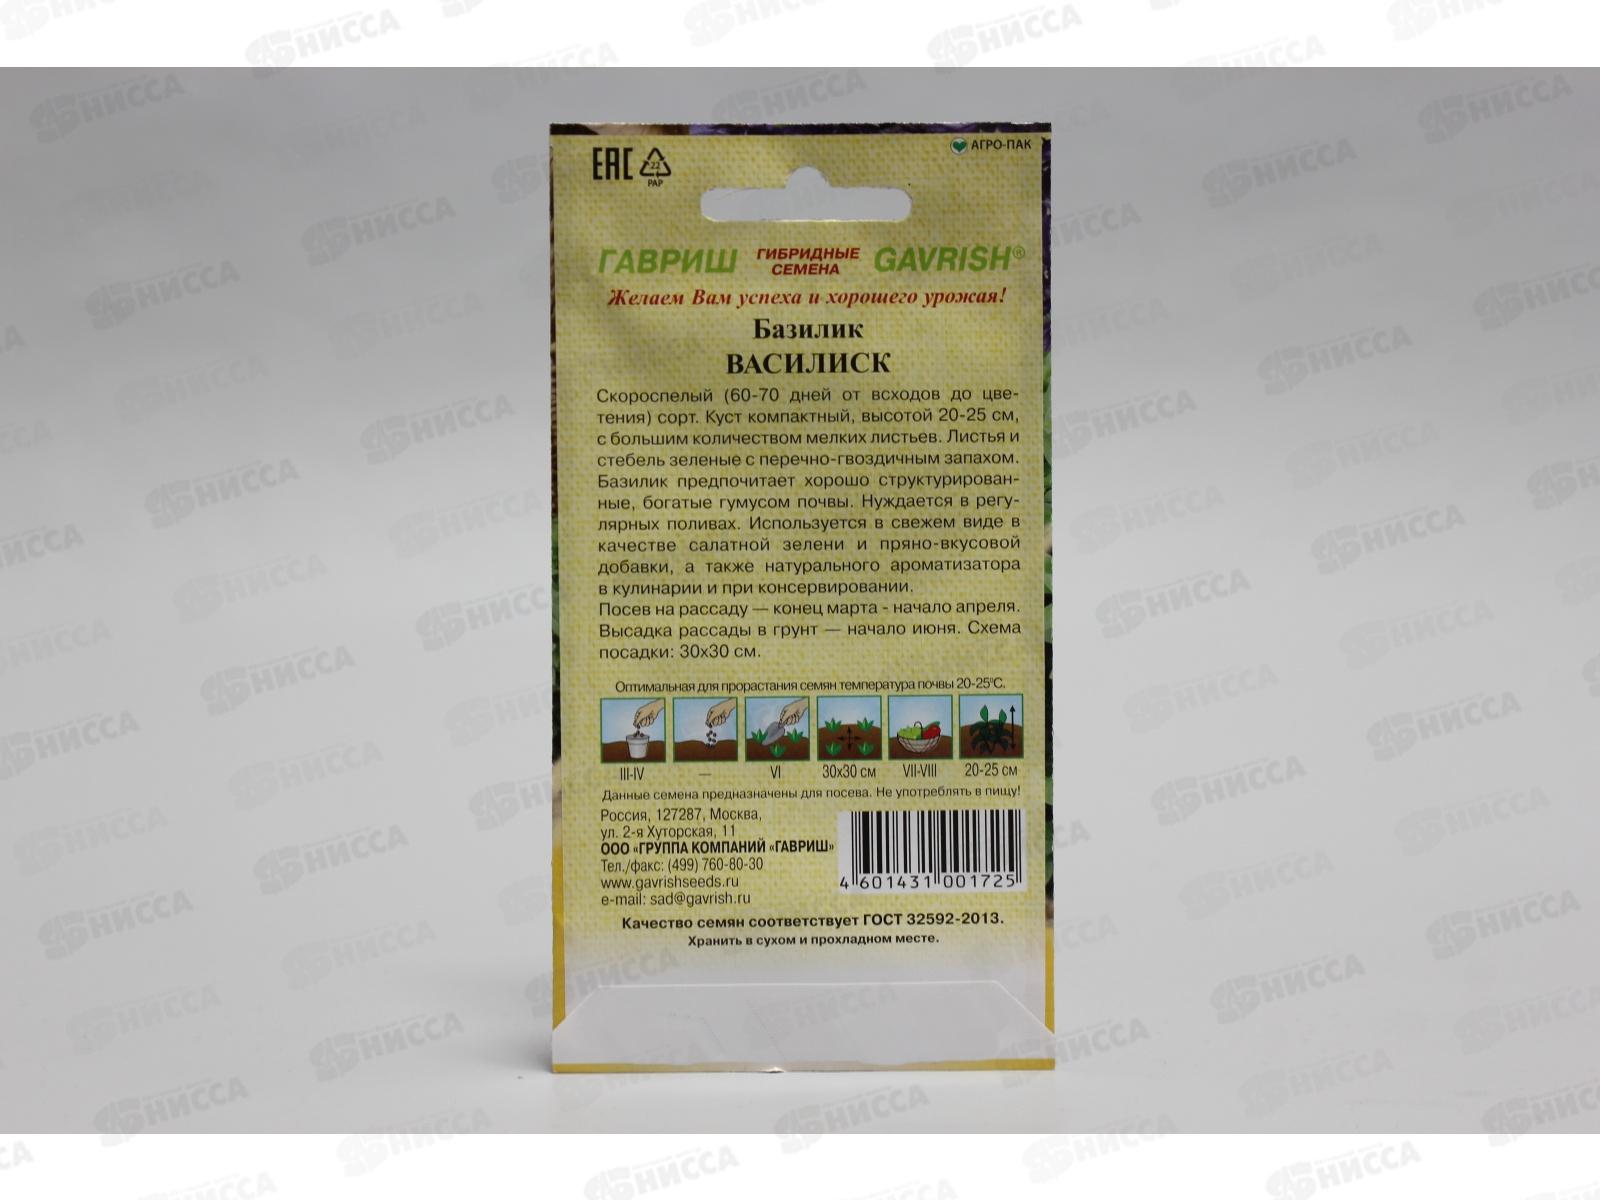 EAC
22
PAP
АГРО-ПАК
ГАВРИШ ГИБРИДНЫЕ СЕМЕНА GAVRISH®
Желаем Вам успеха и хорошего урожая!
Базилик
ВАСИЛИСК
Скороспелый (60-70 дней от всходов до цве-
тения) сорт. Куст компактный, высотой 20-25 см,
с большим количеством мелких листьев. Листья и
стебель зеленые с перечно-гвоздичным запахом.
Базилик предпочитает хорошо структурирован-
ные, богатые гумусом почвы. Нуждается в регу-
лярных поливах. Используется в свежем виде в
качестве салатной зелени и пряно-вкусовой
добавки, а также натурального ароматизатора
в кулинарии и при консервировании.
Посев на рассаду — конец марта - начало апреля.
Высадка рассады в грунт — начало июня. Схема
посадки: 30х30 см.
Оптимальная для прорастания семян температура почвы 20-25°С.
III-IV — VI 30х30 см VII-VIII 20-25 см
Данные семена предназначены для посева. Не употреблять в пищу!
Россия, 127287, Москва,
ул. 2-я Хуторская, 11
ООО «ГРУППА КОМПАНИЙ «ГАВРИШ»
Тел./факс: (499) 760-80-30
www.gavrishseeds.ru
e-mail: sad@gavrish.ru
4 601431 001725
Качество семян соответствует ГОСТ 32592-2013.
Хранить в сухом и прохладном месте.
НИССА